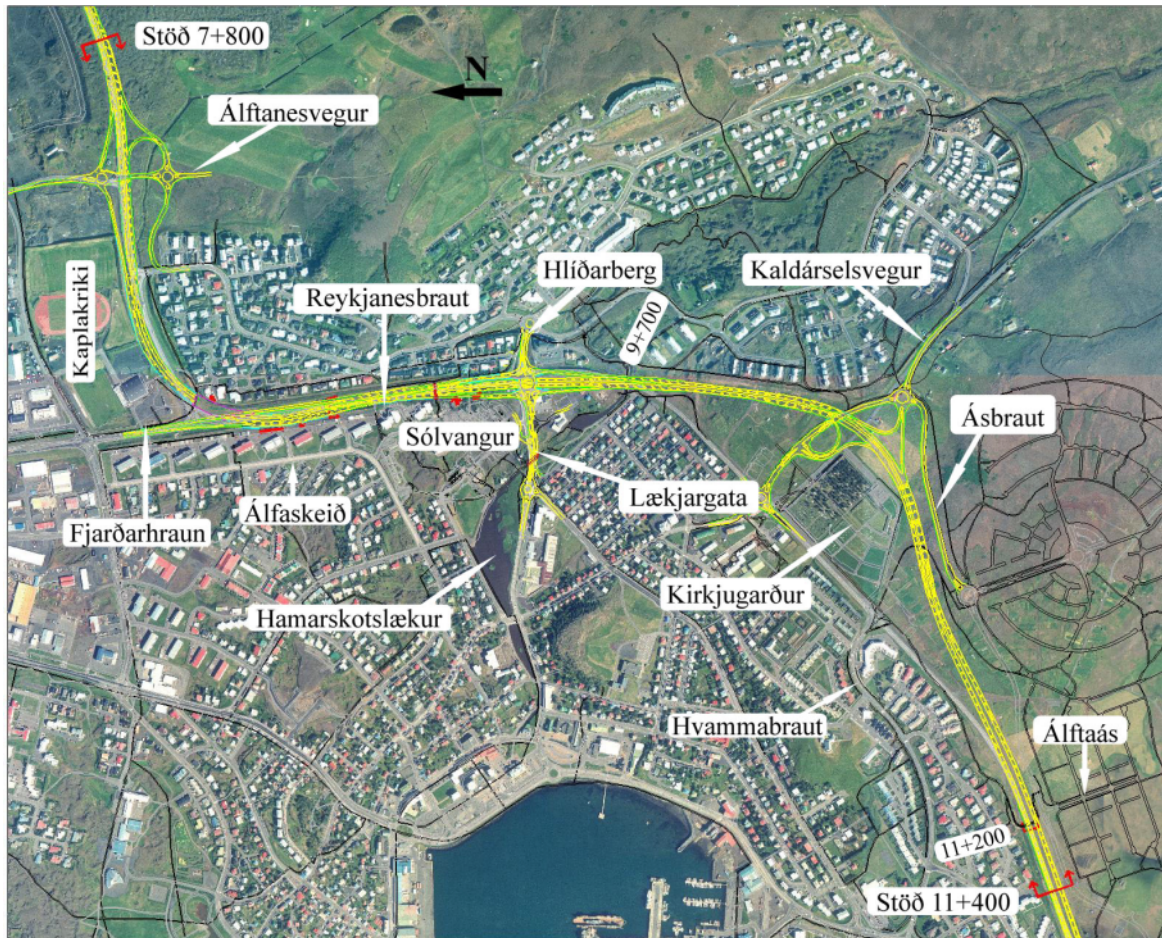 Stöð 7+800
N
Álftanesvegur
Hlíðarberg
Kaldárselsvegur
Reykjanesbraut
9+700
Kaplakriki
Ásbraut
Sólvangur
Lækjargata
Álfaskeið
Fjarðarhraun
Kirkjugarður
Hamarskotslækur
Hvammabraut
Álftaás
11+200
Stöð 11+400